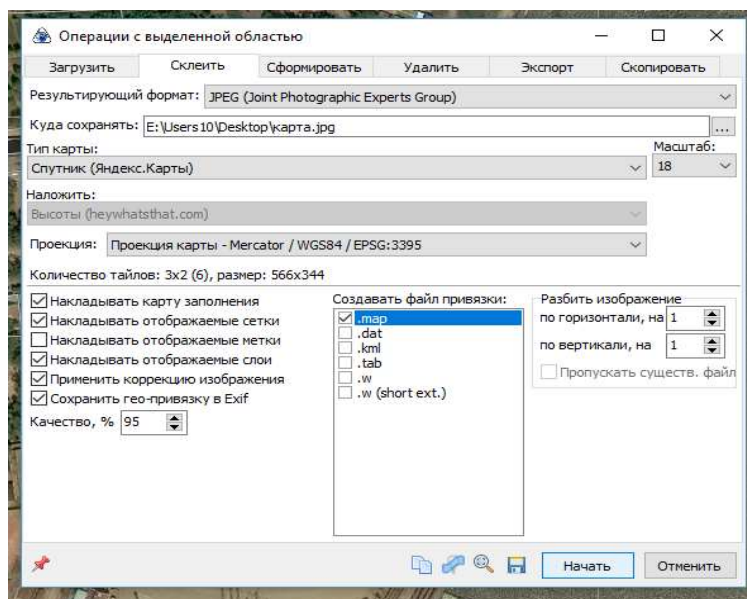 Операции с выделенной областью
Загрузить Склеить Сформировать Удалить Экспорт Скопировать
Результирующий формат: JPEG (Joint Photographic Experts Group)
Куда сохранять: E:\Users10\Desktop\карта.jpg ...
Тип карты: Масштаб:
Спутник (Яндекс.Карты) 18
Наложить:
Высоты (heywhatsthat.com)
Проекция: Проекция карты - Mercator / WGS84 / EPSG:3395
Количество тайлов: 3x2 (6), размер: 566x344
Накладывать карту заполнения
Накладывать отображаемые сетки
Накладывать отображаемые метки
Накладывать отображаемые слои
Применить коррекцию изображения
Сохранить гео-привязку в Exif
Качество, % 95
Создавать файл привязки:
.map
.dat
.kml
.tab
.w
.w (short ext.)
Разбить изображение
по горизонтали, на 1
по вертикали, на 1
Пропускать существ. файл
Начать Отменить